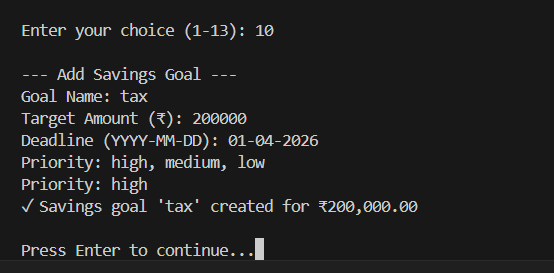 Enter your choice (1-13): 10
--- Add Savings Goal ---
Goal Name: tax
Target Amount (₹): 200000
Deadline (YYYY-MM-DD): 01-04-2026
Priority: high, medium, low
Priority: high
✓ Savings goal 'tax' created for ₹200,000.00
Press Enter to continue...